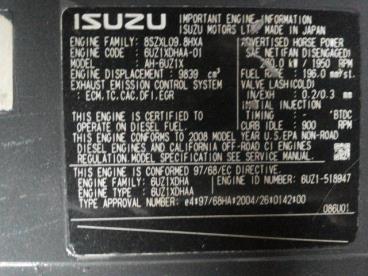 ISUZU IMPORTANT ENGINE INFORMATION
ISUZU MOTORS LTD. MADE IN JAPAN
ENGINE FAMILY: 8SZXL09.8HXA
ENGINE CODE : 6UZ1XDHAA-01
MODEL : AH-6UZ1X
ENGINE DISPLACEMENT : 9839 cm³
EXHAUST EMISSION CONTROL SYSTEM
: ECM,TC,CAC,DFI,EGR
ADVERTISED HORSE POWER
SAE NET(FAN DISENGAGED)
kW / 1950 RPM
FUEL RATE : 196.0 mm³/st.
VALVE LASH(COLD)
IN/EXH : 0.2/0.3 mm
TIMING
: - °BTDC
CURB IDLE : 900 RPM
THIS ENGINE IS CERTIFIED TO
OPERATE ON DIESEL FUEL.
THIS ENGINE CONFORMS TO 2008 MODEL YEAR U.S.EPA NON-ROAD
DIESEL ENGINES AND CALIFORNIA OFF-ROAD CI ENGINES
REGULATION.MODEL SPECIFICATION SEE SERVICE MANUAL.
THIS ENGINE IS CONFORMED 97/68/EC DIRECTIVE.
ENGINE FAMILY: 6UZ1XDHA 6UZ1-518947
ENGINE TYPE : 6UZ1XDHAA
TYPE APPROVAL NUMBER : e4*97/68HA*2004/26*0142*00
086U01